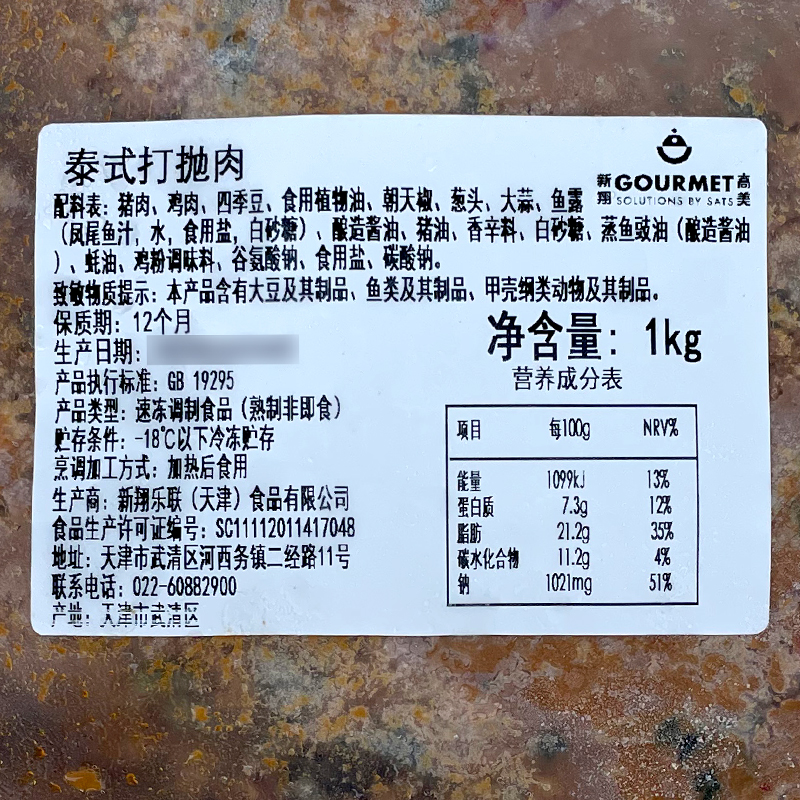 泰式打抛肉
新翔 GOURMET 高美
SOLUTIONS BY SATS
配料表：猪肉、鸡肉、四季豆、食用植物油、朝天椒、葱头、大蒜、鱼露
（凤尾鱼汁，水，食用盐，白砂糖）、酿造酱油、猪油、香辛料、白砂糖、蒸鱼豉油（酿造酱油
）、蚝油、鸡粉调味料、谷氨酸钠、食用盐、碳酸钠。
致敏物质提示：本产品含有大豆及其制品、鱼类及其制品、甲壳纲类动物及其制品。
保质期：12个月
生产日期：
产品执行标准：GB 19295
产品类型：速冻调制食品（熟制非即食）
贮存条件：-18℃以下冷冻贮存
烹调加工方式：加热后食用
生产商：新翔乐联（天津）食品有限公司
食品生产许可证编号：SC11112011417048
地址：天津市武清区河西务镇二经路11号
联系电话：022-60882900
产地：天津市武清区
净含量：1kg
营养成分表
项目 每100g NRV%
能量 1099kJ 13%
蛋白质 7.3g 12%
脂肪 21.2g 35%
碳水化合物 11.2g 4%
钠 1021mg 51%